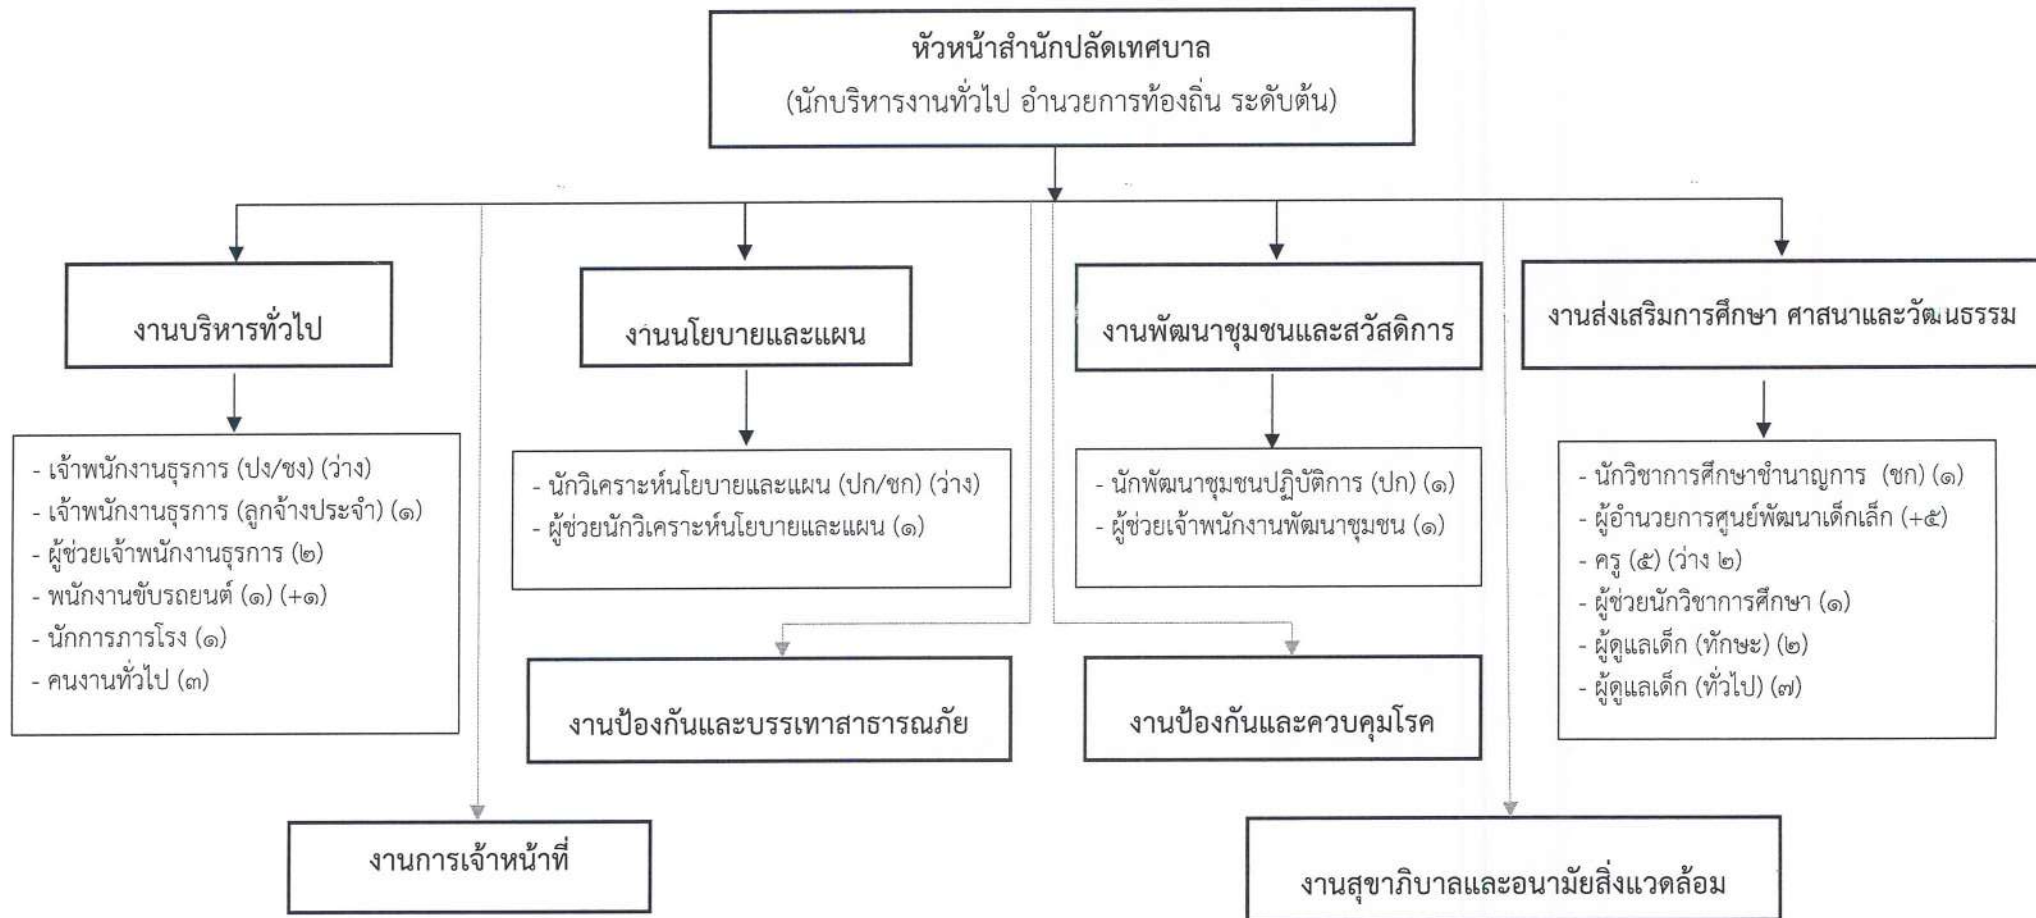 หัวหน้าสำนักปลัดเทศบาล
(นักบริหารงานทั่วไป อำนวยการท้องถิ่น ระดับต้น)
งานบริหารทั่วไป
งานนโยบายและแผน
งานพัฒนาชุมชนและสวัสดิการ
งานส่งเสริมการศึกษา ศาสนาและวัฒนธรรม
- เจ้าพนักงานธุรการ (ปง/ชง) (ว่าง)
- เจ้าพนักงานธุรการ (ลูกจ้างประจำ) (๑)
- ผู้ช่วยเจ้าพนักงานธุรการ (๒)
- พนักงานขับรถยนต์ (๑) (+๑)
- นักการภารโรง (๑)
- คนงานทั่วไป (๓)
- นักวิเคราะห์นโยบายและแผน (ปก/ชก) (ว่าง)
- ผู้ช่วยนักวิเคราะห์นโยบายและแผน (๑)
- นักพัฒนาชุมชนปฏิบัติการ (ปก) (๑)
- ผู้ช่วยเจ้าพนักงานพัฒนาชุมชน (๑)
- นักวิชาการศึกษาชำนาญการ (ชก) (๑)
- ผู้อำนวยการศูนย์พัฒนาเด็กเล็ก (+๕)
- ครู (๕) (ว่าง ๒)
- ผู้ช่วยนักวิชาการศึกษา (๑)
- ผู้ดูแลเด็ก (ทักษะ) (๒)
- ผู้ดูแลเด็ก (ทั่วไป) (๗)
งานป้องกันและบรรเทาสาธารณภัย
งานป้องกันและควบคุมโรค
งานการเจ้าหน้าที่
งานสุขาภิบาลและอนามัยสิ่งแวดล้อม